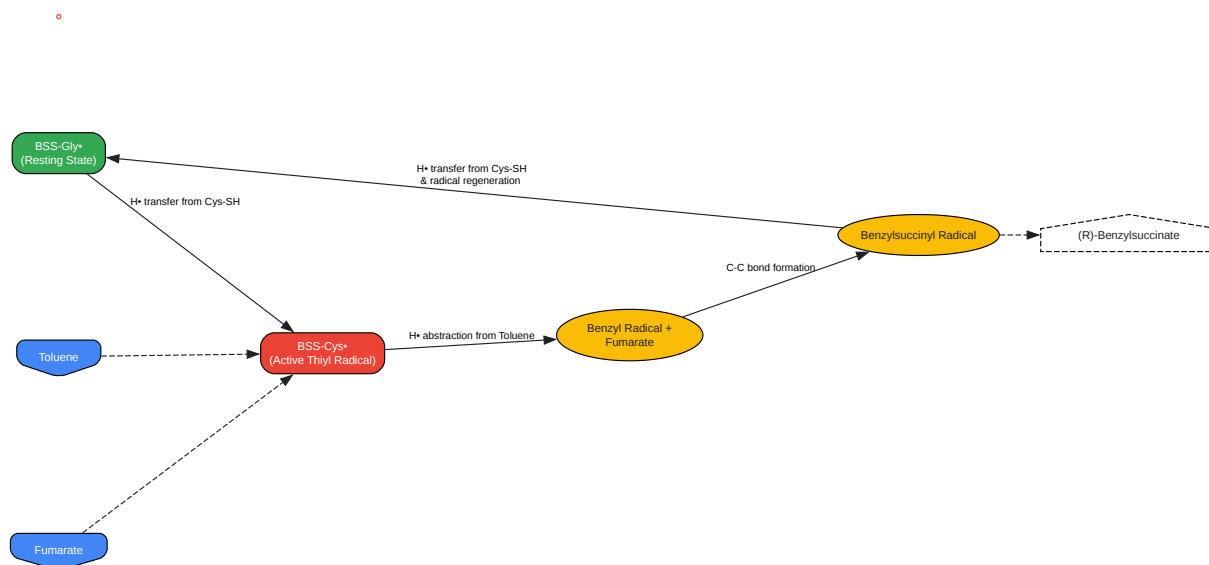 BSS-Gly•
(Resting State)
H• transfer from Cys-SH
& radical regeneration
H• transfer from Cys-SH
Benzylsuccinyl Radical
(R)-Benzylsuccinate
C-C bond formation
Benzyl Radical +
Fumarate
H• abstraction from Toluene
BSS-Cys•
(Active Thiyl Radical)
Toluene
Fumarate